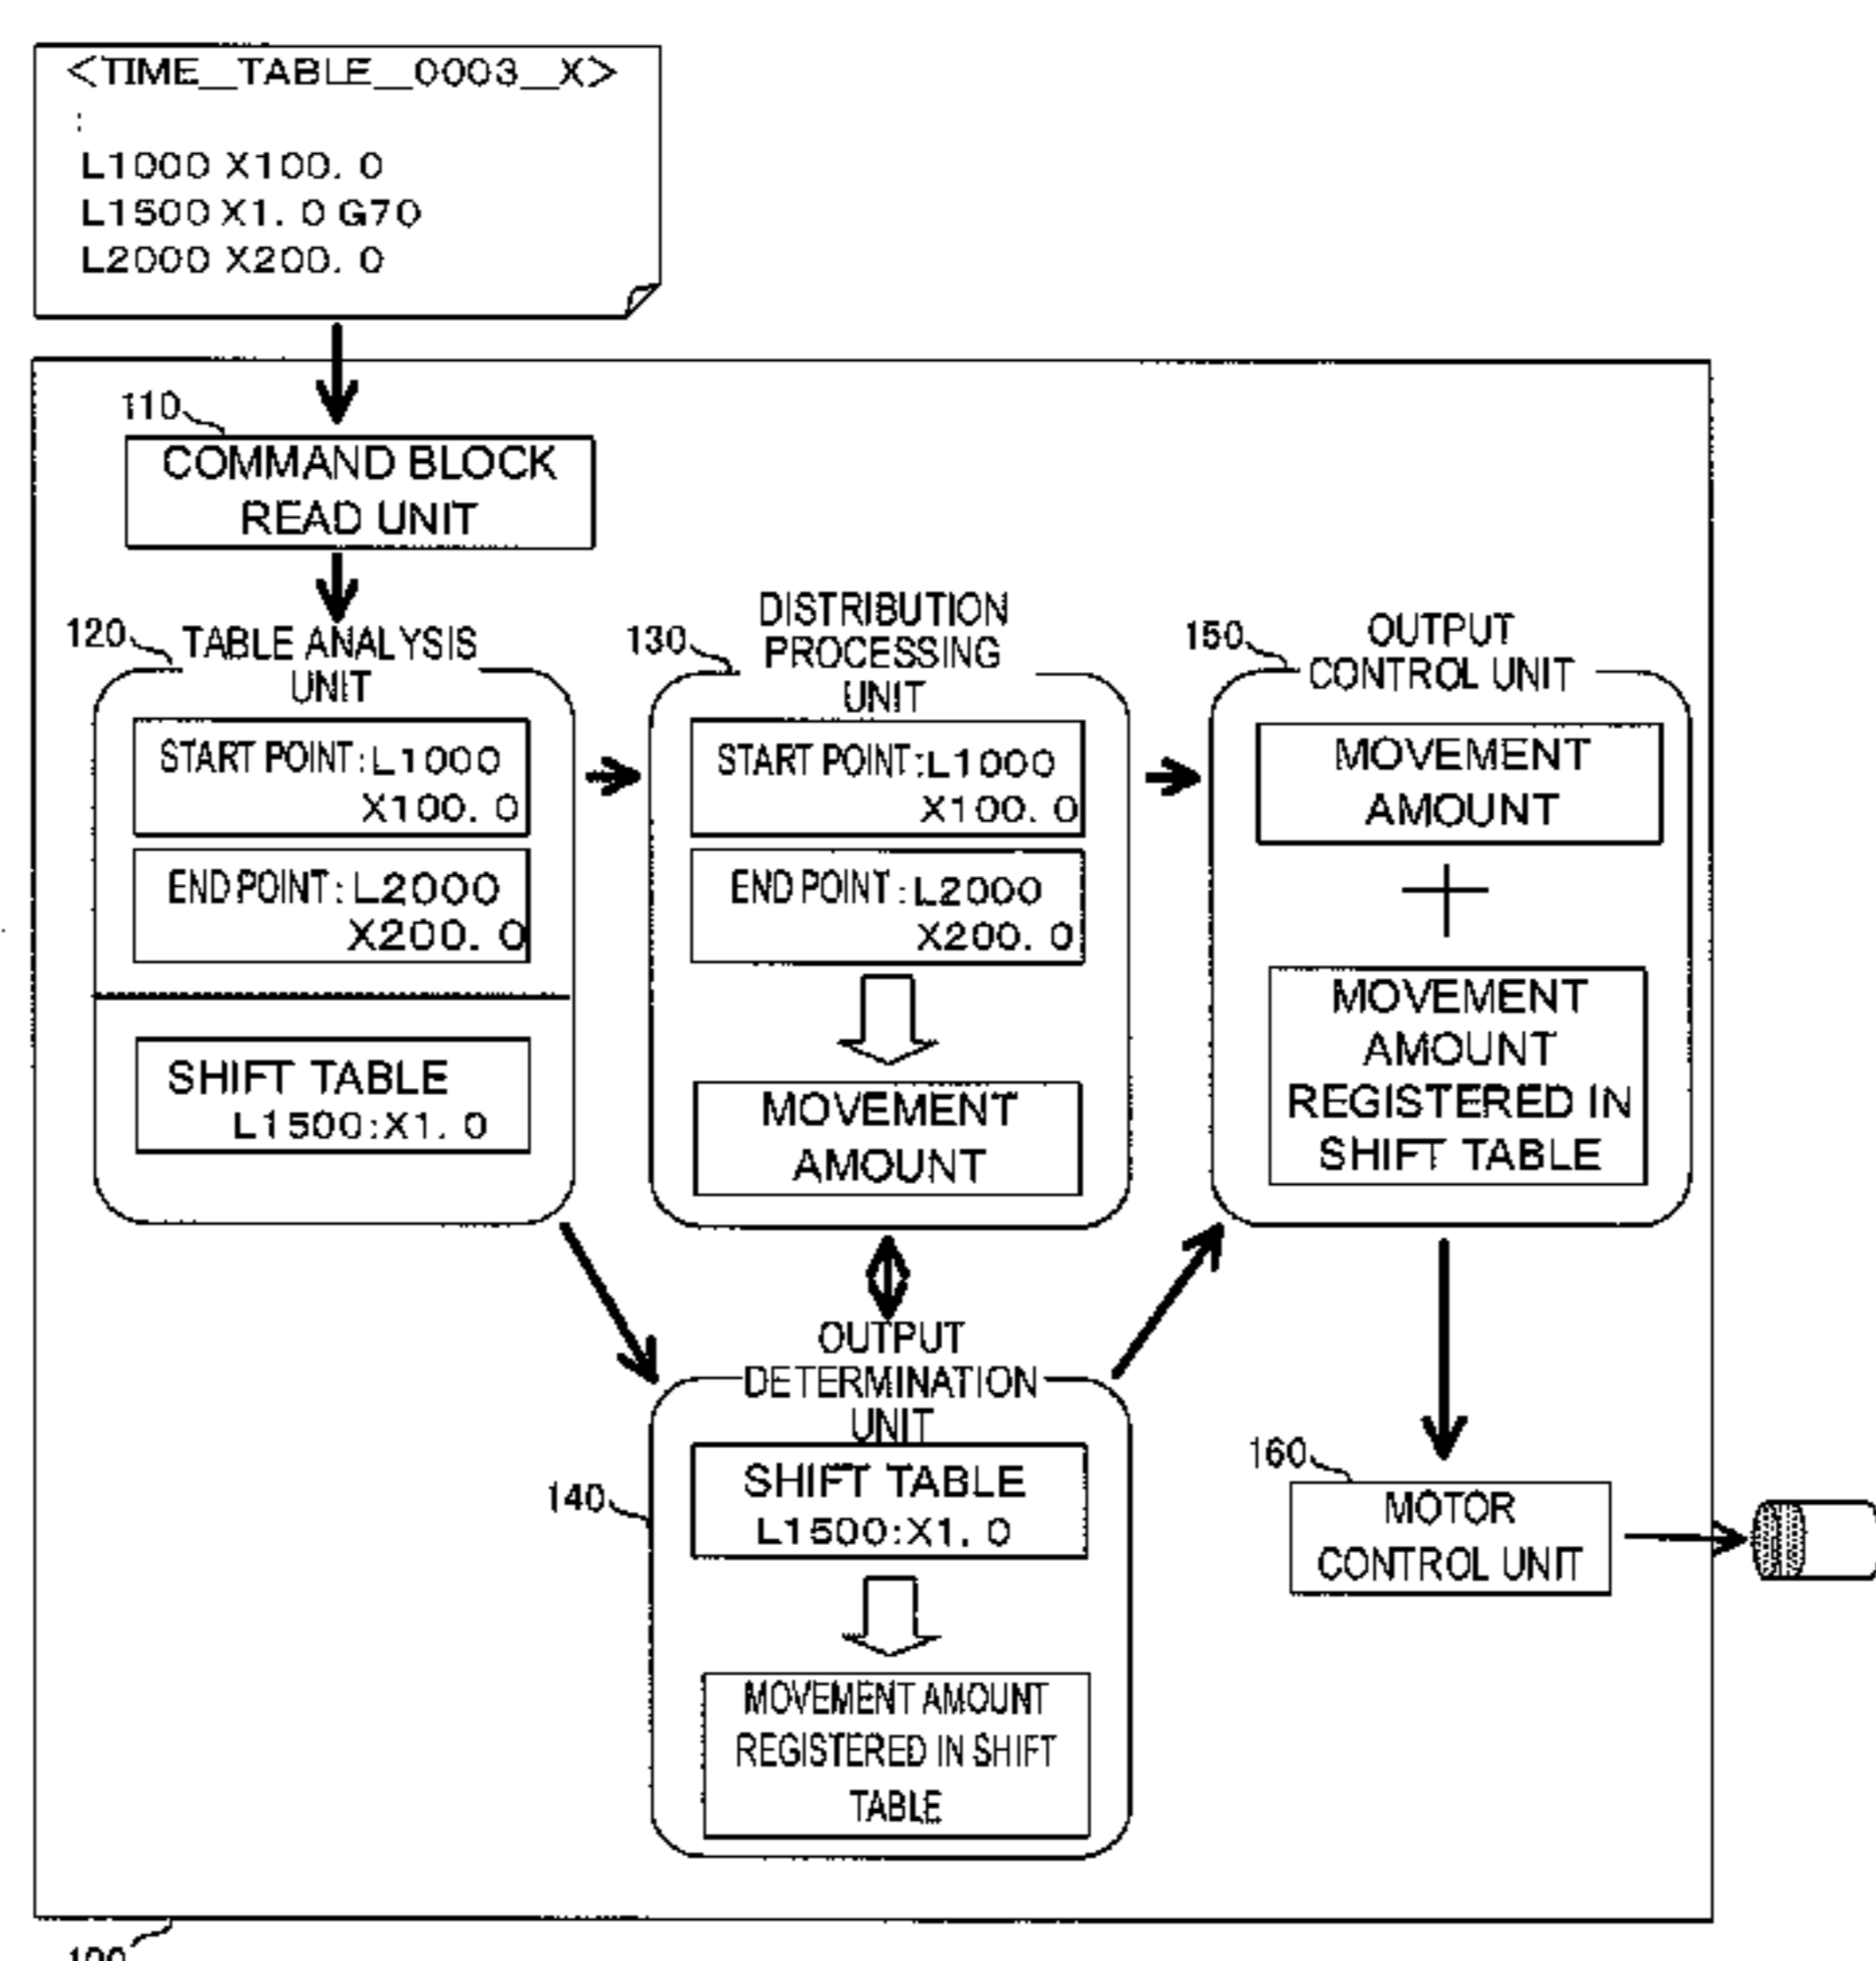 <TIME__TABLE__0003__X>
:
L1000 X100. 0
L1500 X1. 0 G70
L2000 X200. 0
110
COMMAND BLOCK
READ UNIT
120
TABLE ANALYSIS
UNIT
START POINT:L1000
X100. 0
END POINT:L2000
X200. 0
SHIFT TABLE
L1500:X1. 0
130
DISTRIBUTION
PROCESSING
UNIT
START POINT:L1000
X100. 0
END POINT:L2000
X200. 0
MOVEMENT
AMOUNT
150
OUTPUT
CONTROL UNIT
MOVEMENT
AMOUNT
+
MOVEMENT
AMOUNT
REGISTERED IN
SHIFT TABLE
OUTPUT
DETERMINATION
UNIT
140
SHIFT TABLE
L1500:X1. 0
MOVEMENT AMOUNT
REGISTERED IN SHIFT
TABLE
160
MOTOR
CONTROL UNIT